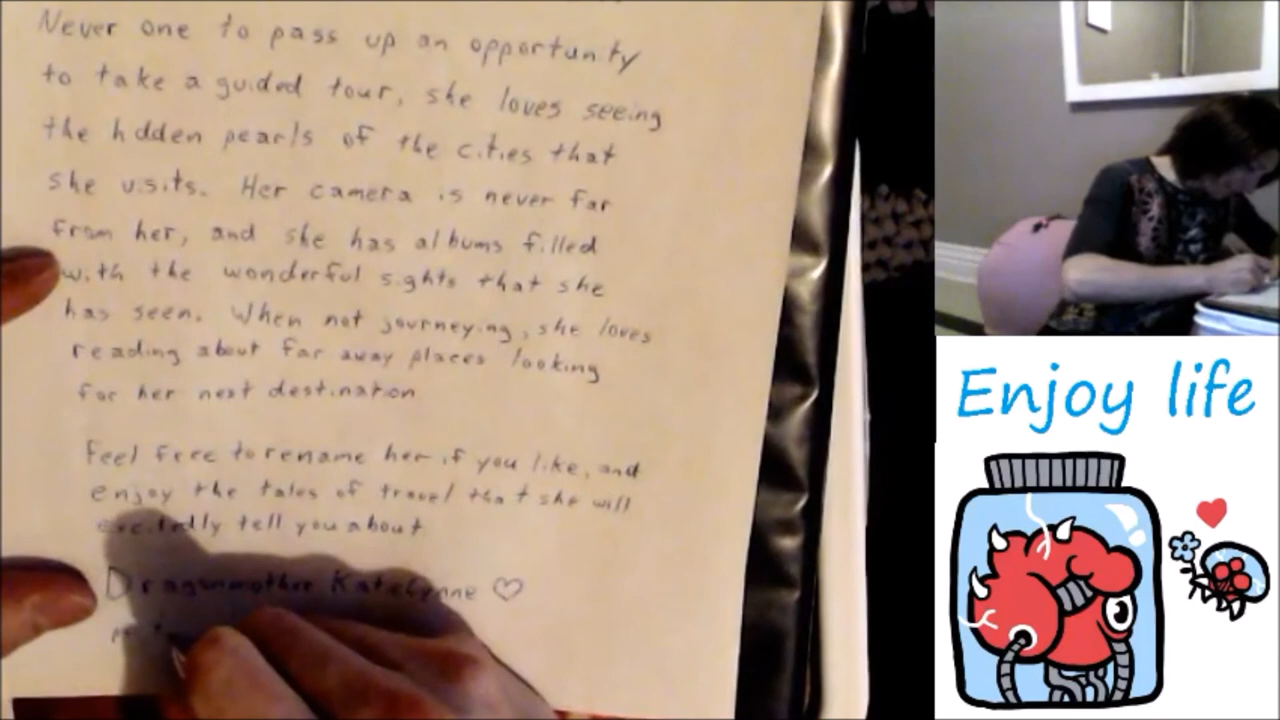 Never one to pass up an opportunity
to take a guided tour, she loves seeing
the hdden pearls of the cities that
she visits. Her camera is never far
from her, and she has albums filled
with the wonderful sights that she
has seen. When not journeying, she loves
reading about far away places looking
for her next destination
Feel free to rename her if you like, and
enjoy the tales of travel that she will
excitedly tell you about
Dragonmother Katelynne ♡
Enjoy life